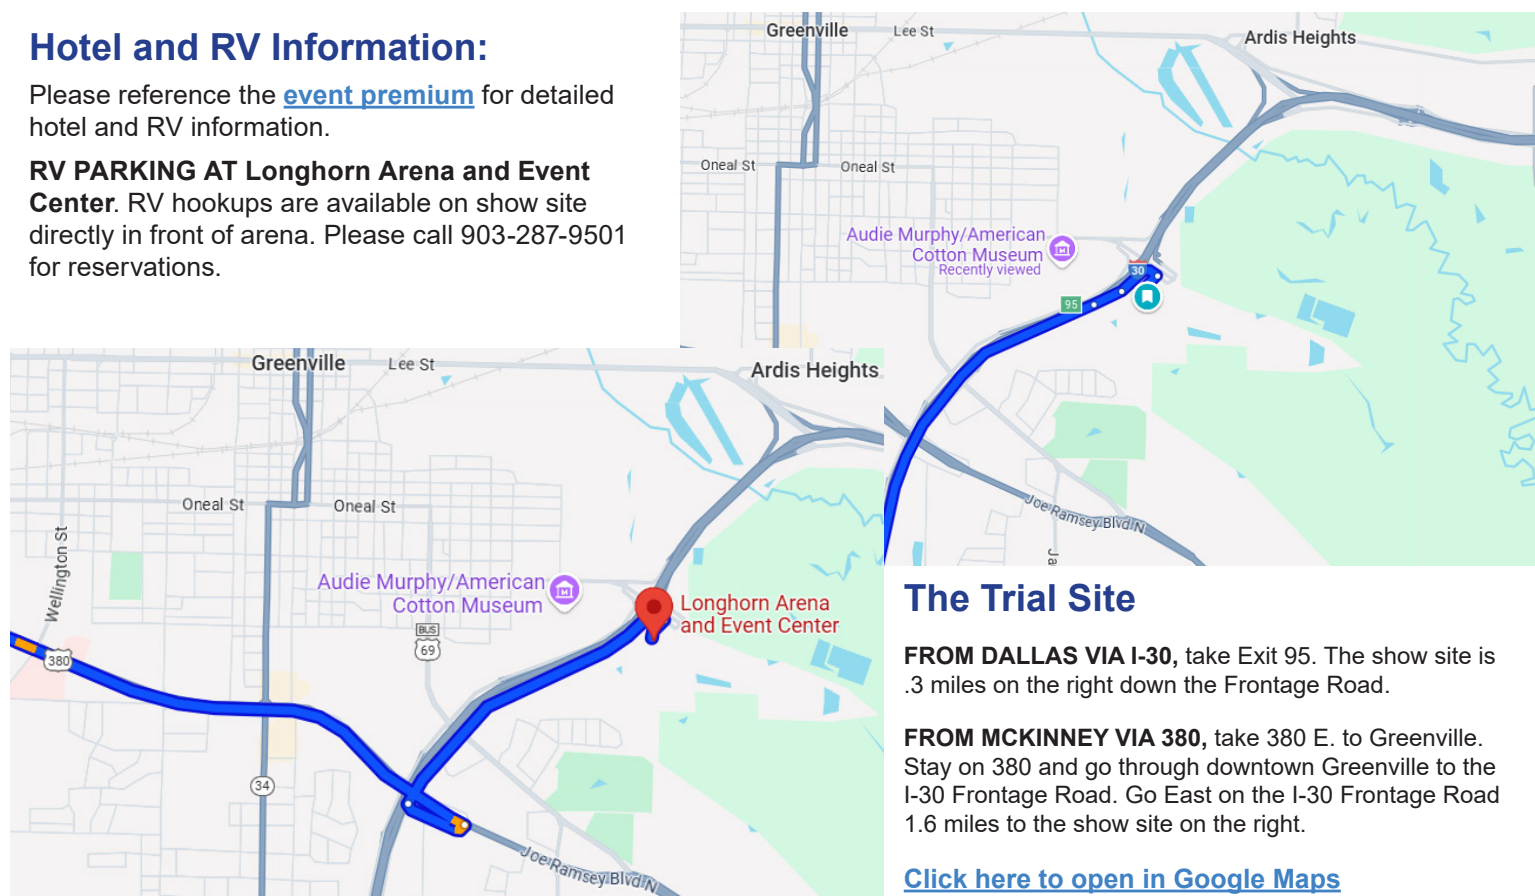 Hotel and RV Information:
Please reference the event premium for detailed
hotel and RV information.
RV PARKING AT Longhorn Arena and Event
Center. RV hookups are available on show site
directly in front of arena. Please call 903-287-9501
for reservations.
Greenville
Lee St
Ardis Heights
Oneal St
Oneal St
Audie Murphy/American
Cotton Museum
Recently viewed
30
95
Joe Ramsey Blvd N
Ja
Greenville
Lee St
Ardis Heights
Oneal St
Oneal St
Wellington St
Audie Murphy/American
Cotton Museum
Longhorn Arena
and Event Center
BUS
69
380
34
Joe Ramsey Blvd N
The Trial Site
FROM DALLAS VIA I-30, take Exit 95. The show site is
.3 miles on the right down the Frontage Road.
FROM MCKINNEY VIA 380, take 380 E. to Greenville.
Stay on 380 and go through downtown Greenville to the
I-30 Frontage Road. Go East on the I-30 Frontage Road
1.6 miles to the show site on the right.
Click here to open in Google Maps